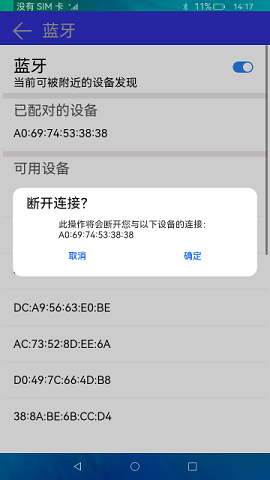 没有 SIM 卡
11%
14:17
蓝牙
蓝牙
当前可被附近的设备发现
已配对的设备
A0:69:74:53:38:38
可用设备
断开连接？
此操作将会断开您与以下设备的连接：
A0:69:74:53:38:38
取消
确定
DC:A9:56:63:E0:BE
AC:73:52:8D:EE:6A
D0:49:7C:66:4D:B8
38:8A:BE:6B:CC:D4